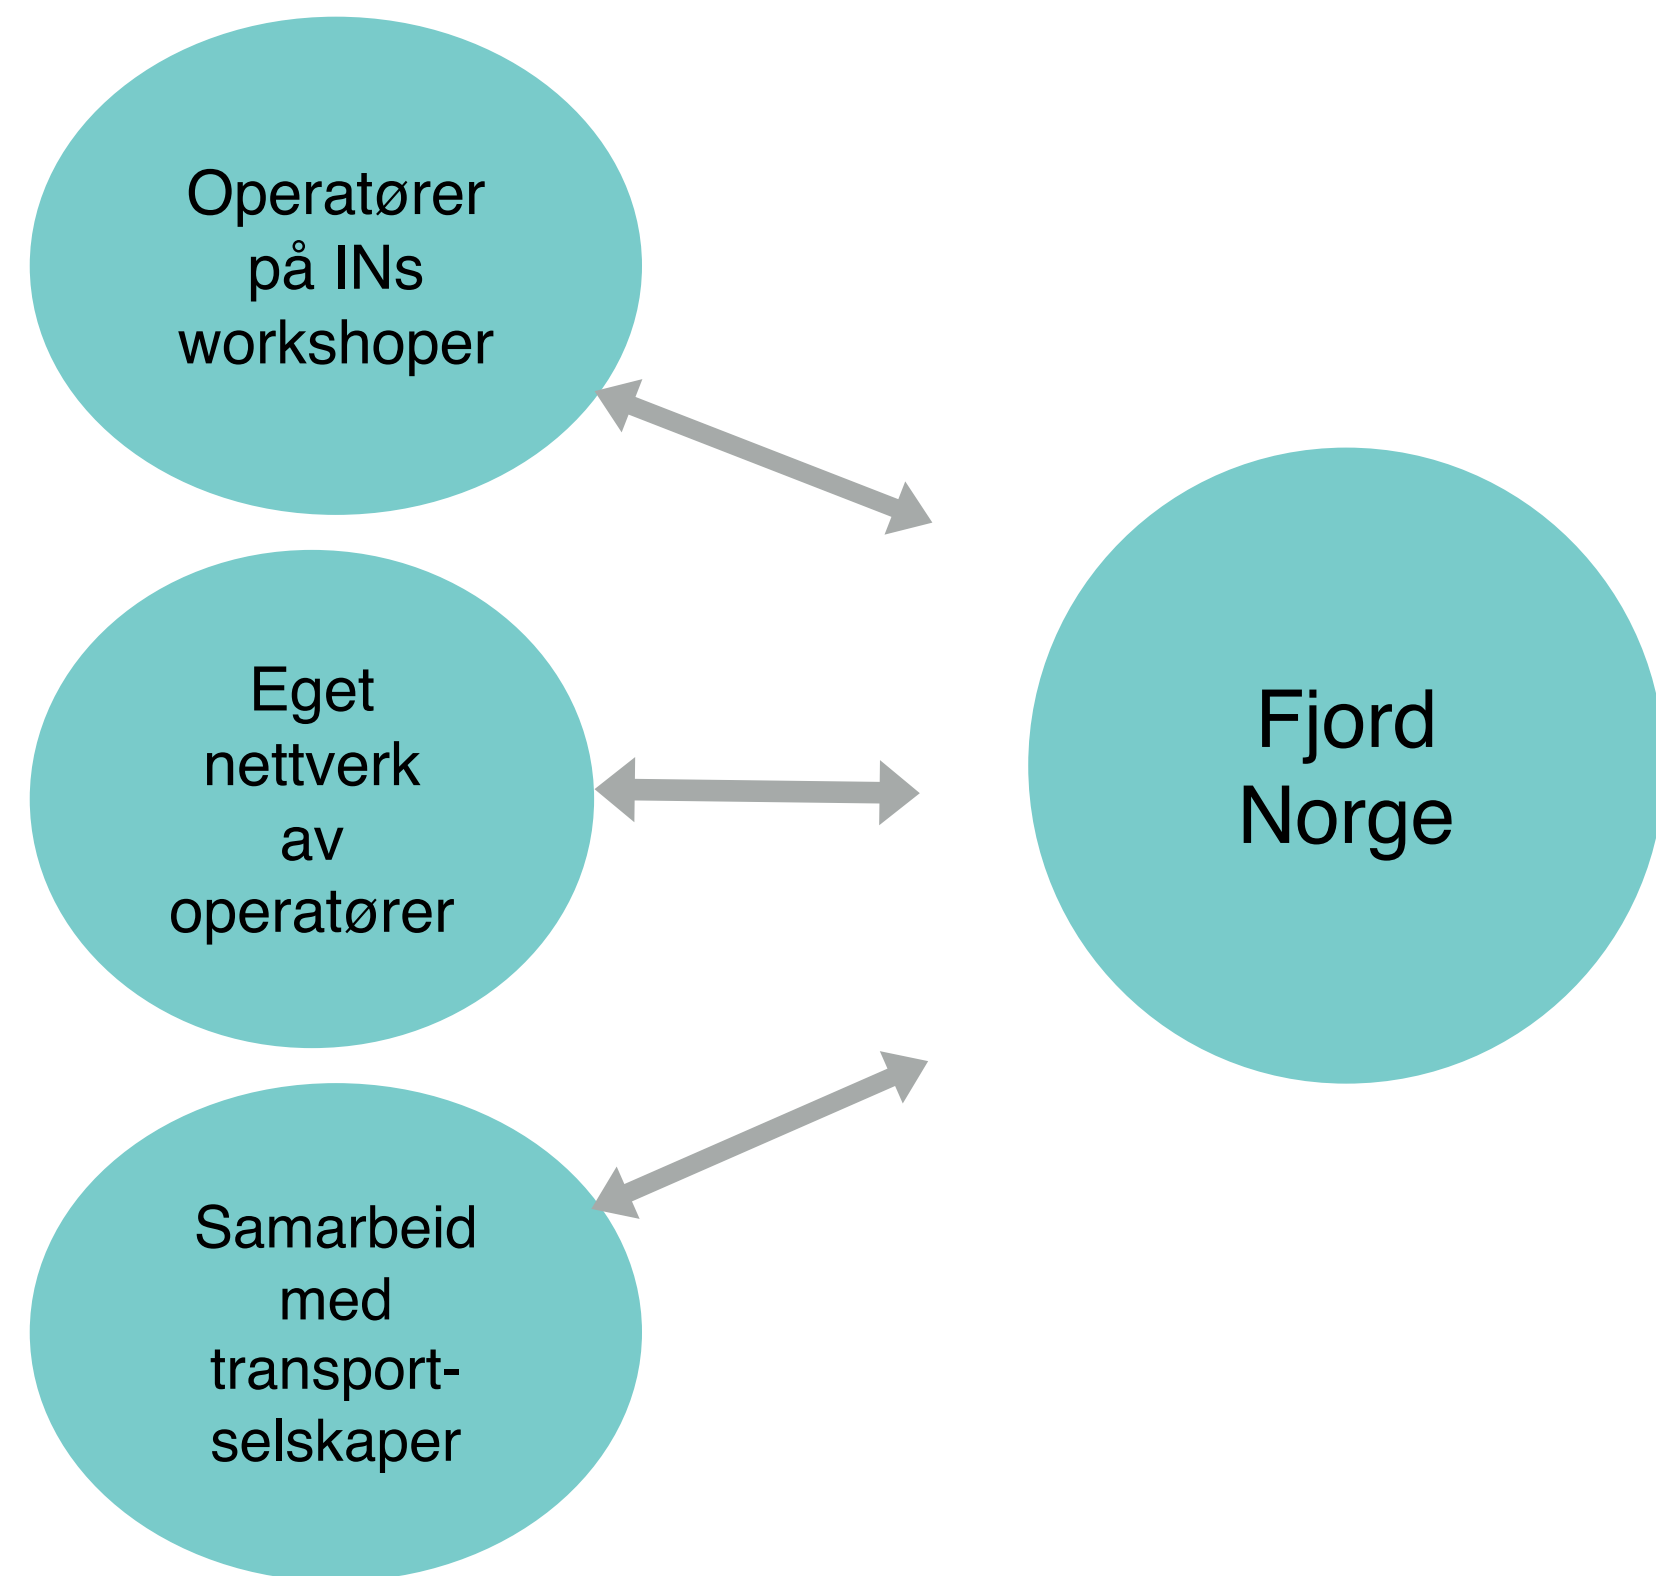 Operatører
på INs
workshoper
Eget
nettverk
av
operatører
Samarbeid
med
transport-
selskaper
Fjord
Norge